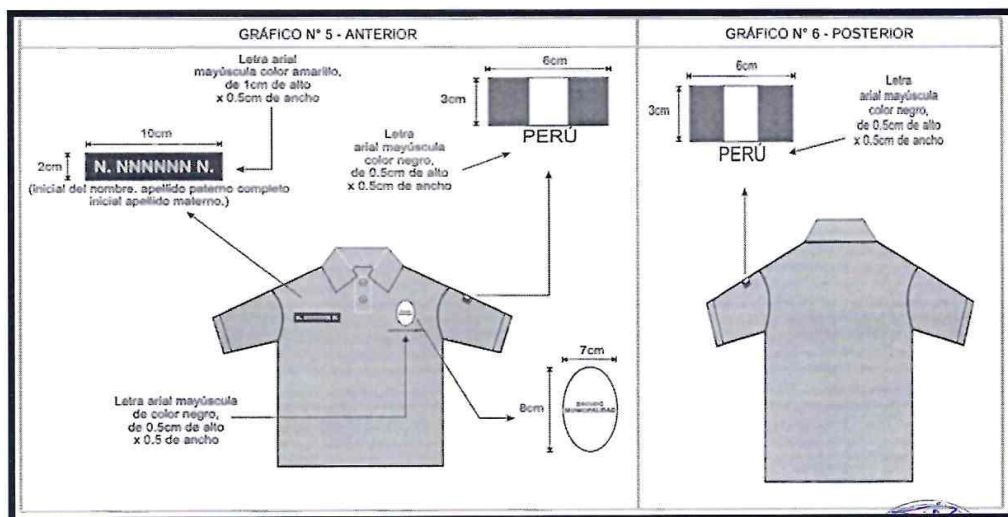 GRÁFICO N° 5 - ANTERIOR
Letra arial
mayúscula color amarillo,
de 1cm de alto
x 0.5cm de ancho
10cm
2cm
N. NNNNNN N.
(inicial del nombre. apellido paterno completo
inicial apellido materno.)
6cm
3cm
PERÚ
Letra
arial mayúscula
color negro,
de 0.5cm de alto
x 0.5cm de ancho
N. NNNNNN N.
Letra arial mayúscula
de color negro,
de 0.5cm de alto
x 0.5 de ancho
7cm
8cm
ESCUDO
MUNICIPALIDAD
GRÁFICO N° 6 - POSTERIOR
6cm
3cm
PERÚ
Letra
arial mayúscula
color negro,
de 0.5cm de alto
x 0.5cm de ancho